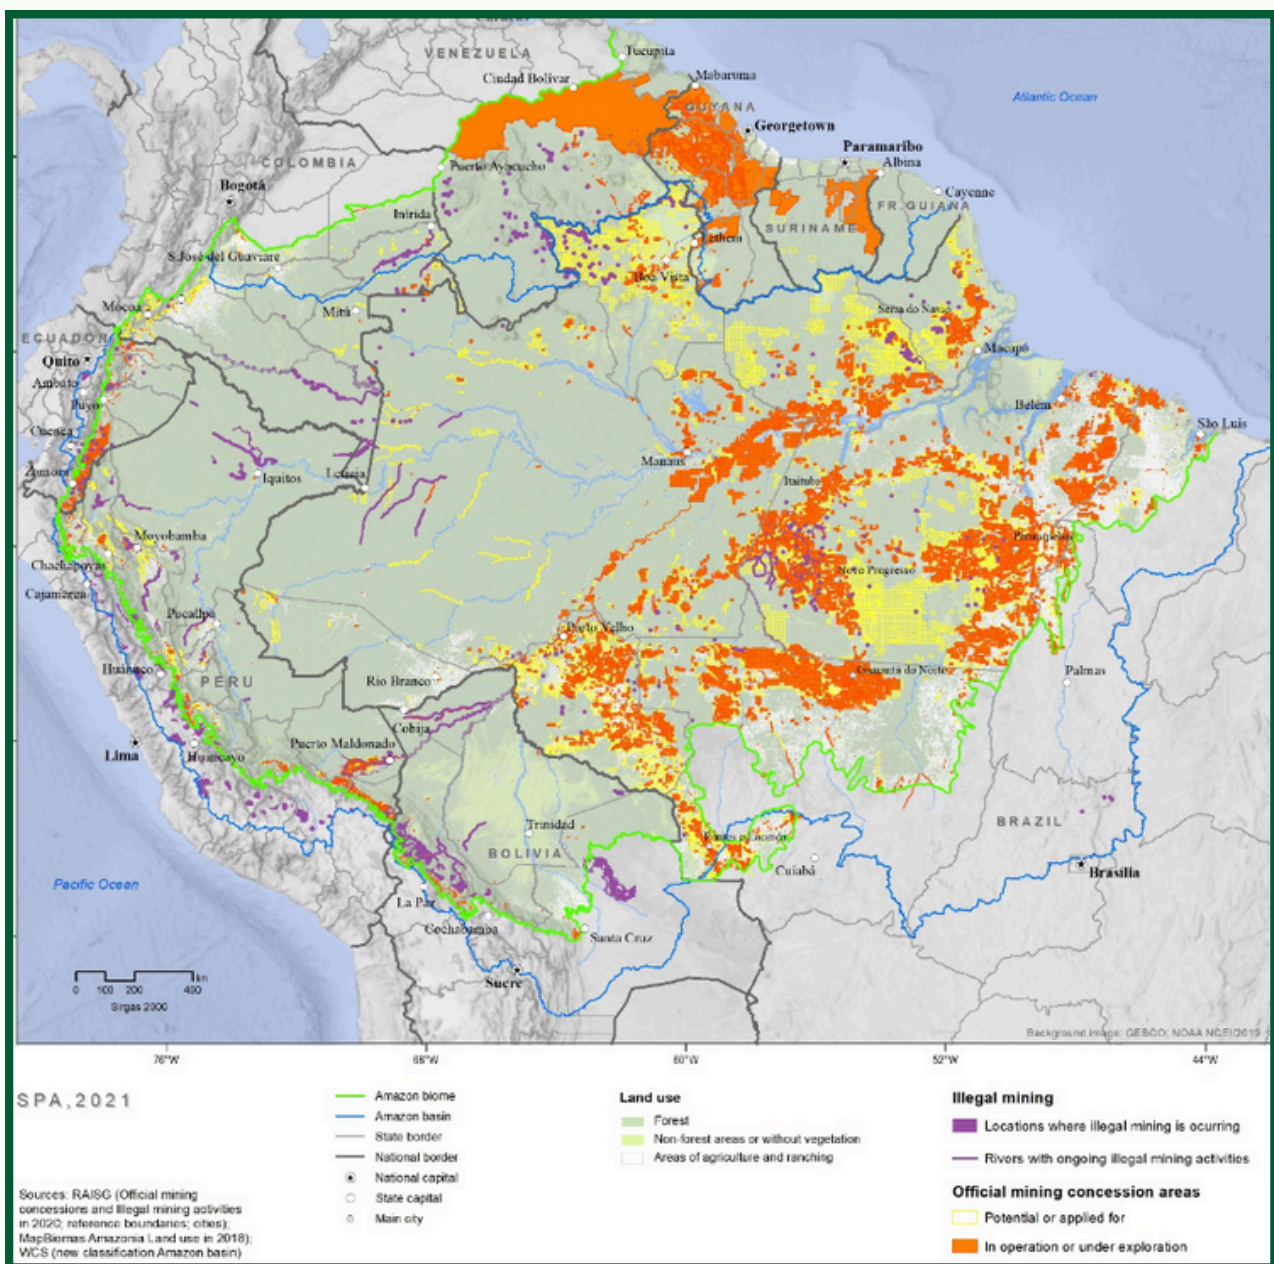 Tucupita
VENEZUELA
Ciudad Bolívar
Mabaruma
Atlantic Ocean
GUYANA
Georgetown
Paramaribo
COLOMBIA
Puerto Ayacucho
Albina
Bogotá
Cayenne
FR.GUIANA
Inírida
SURINAME
Lethem
S.José del Guaviare
Boa Vista
Mocoa
Mitú
Serra do Navio
ECUADOR
Macapá
Quito
Ambato
Puyo
Belém
Cuenca
São Luis
Manaus
Zamora
Leticia
Iquitos
Itaituba
Moyobamba
Parauapebas
Chachapoyas
Novo Progresso
Cajamarca
Pucallpa
Porto Velho
Huánuco
PERU
Rio Branco
Palmas
Cobija
Lima
Puerto Maldonado
Huancayo
Trinidad
BRAZIL
BOLIVIA
Pacific Ocean
Cuiabá
Brasília
La Paz
Cochabamba
Santa Cruz
Sucre
km
0 100 200 400
Sirgas 2000
Background image: GEBCO; NOAA NCEI/2019
76°W 68°W 60°W 52°W 44°W
SPA,2021
Amazon biome
Amazon basin
State border
National border
National capital
State capital
Main city
Land use
Forest
Non-forest areas or without vegetation
Areas of agriculture and ranching
Illegal mining
Locations where illegal mining is ocurring
Rivers with ongoing illegal mining activities
Official mining concession areas
Potential or applied for
In operation or under exploration
Sources: RAISG (Official mining
concessions and Illegal mining activities
in 2020; reference boundaries; cities);
MapBiomas Amazonia Land use in 2018);
WCS (new classification Amazon basin)